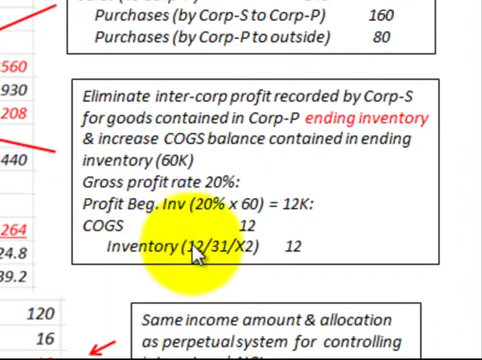 Purchases (by Corp-S to Corp-P) 160
Purchases (by Corp-P to outside) 80
560
930
208
440
264
24.8
39.2
Eliminate inter-corp profit recorded by Corp-S
for goods contained in Corp-P ending inventory
& increase COGS balance contained in ending
inventory (60K)
Gross profit rate 20%:
Profit Beg. Inv (20% x 60) = 12K:
COGS 12
Inventory (12/31/X2) 12
120
16
Same income amount & allocation
as perpetual system for controlling